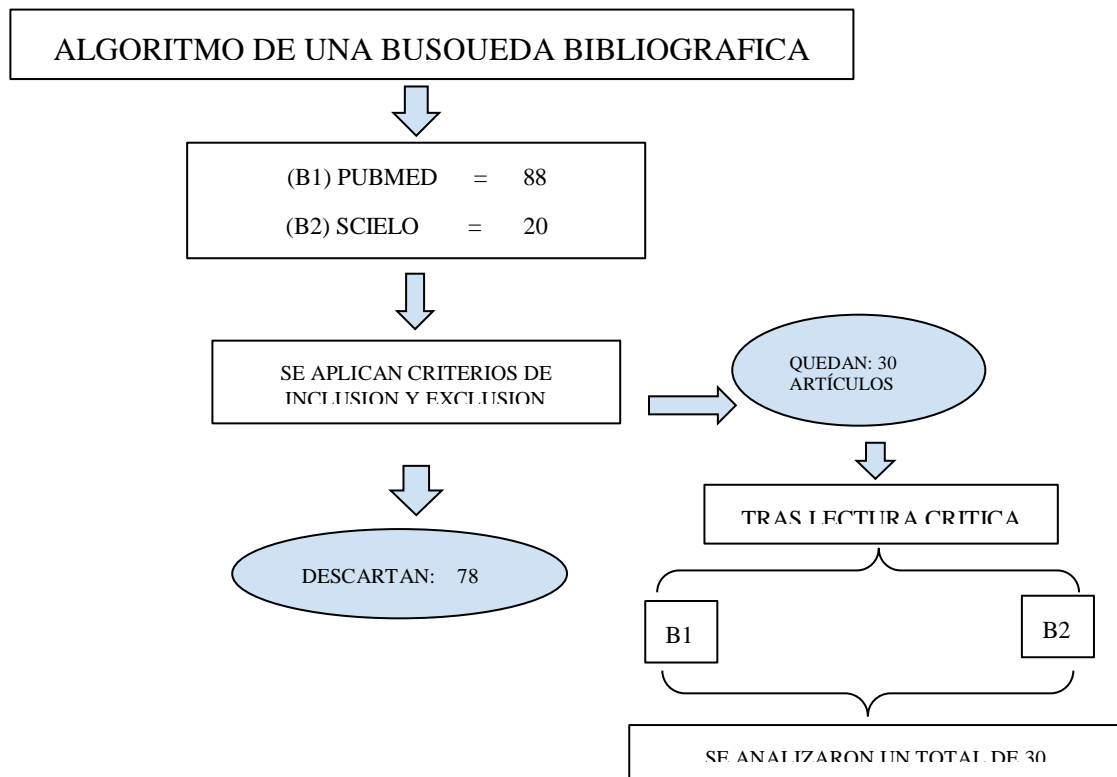 ALGORITMO DE UNA BUSQUEDA BIBLIOGRAFICA
(B1) PUBMED = 88
(B2) SCIELO = 20
SE APLICAN CRITERIOS DE
INCLUSION Y EXCLUSION
QUEDAN: 30
ARTÍCULOS
DESCARTAN: 78
TRAS LECTURA CRITICA
B1
B2
SE ANALIZARON UN TOTAL DE 30